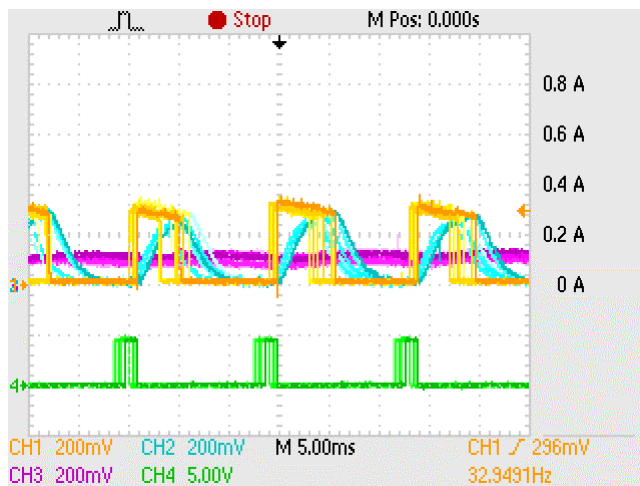 Stop M Pos: 0.000s
0.8 A
0.6 A
0.4 A
0.2 A
0 A
3
4
CH1 200mV CH2 200mV M 5.00ms CH1 296mV
CH3 200mV CH4 5.00V 32.9491Hz